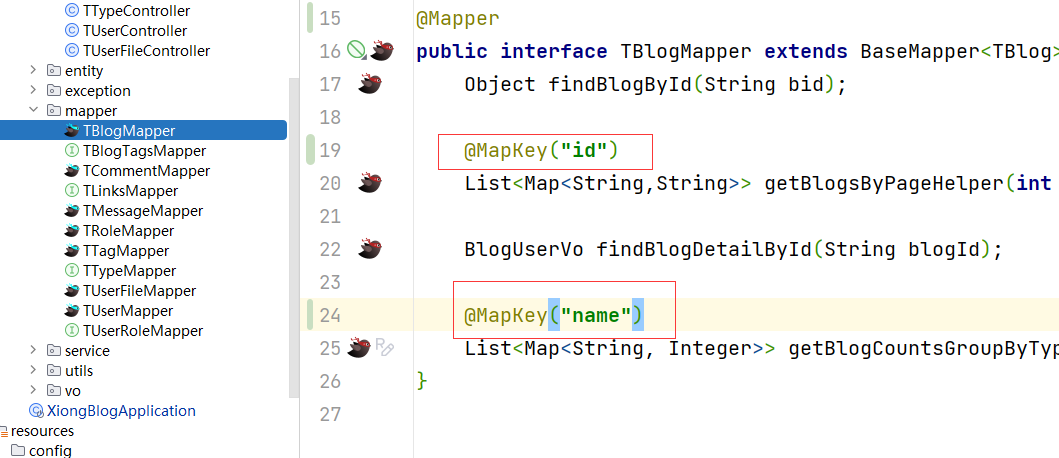 TTypeController
TUserController
TUserFileController
entity
exception
mapper
TBlogMapper
TBlogTagsMapper
TCommentMapper
TLinksMapper
TMessageMapper
TRoleMapper
TTagMapper
TTypeMapper
TUserFileMapper
TUserMapper
TUserRoleMapper
service
utils
vo
XiongBlogApplication
resources
config
15 @Mapper
16 public interface TBlogMapper extends BaseMapper<TBlog>
17 Object findBlogById(String bid);
18
19 @MapKey("id")
20 List<Map<String,String>> getBlogsByPageHelper(int
21
22 BlogUserVo findBlogDetailById(String blogId);
23
24 @MapKey("name")
25 List<Map<String, Integer>> getBlogCountsGroupByTyp
26 }
27